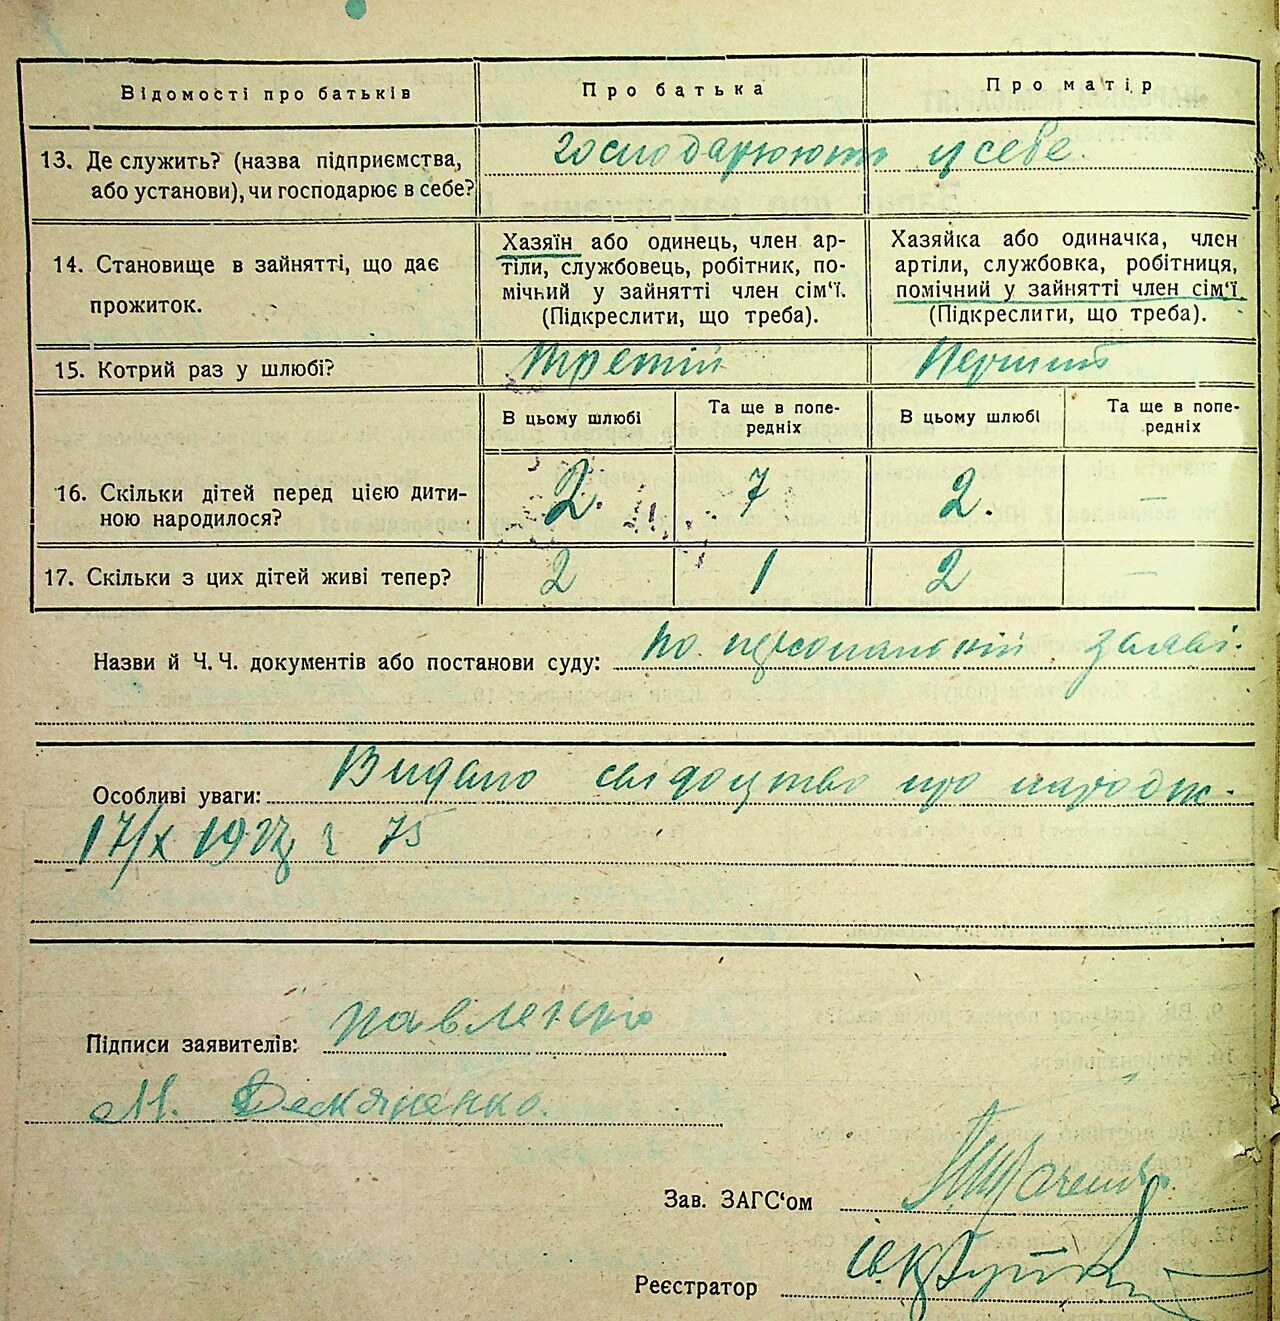 Відомості про батьків
Про батька
Про матір
13. Де служить? (назва підприємства, або установи), чи господарює в себе?
господарюють у себе.
14. Становище в зайнятті, що дає прожиток.
Хазяїн або одинець, член ар-
тіли, службовець, робітник, по-
мічний у зайнятті член сім'ї.
(Підкреслити, що треба).
Хазяйка або одиначка, член
артіли, службовка, робітниця,
помічний у зайнятті член сім'ї.
(Підкреслити, що треба).
15. Котрий раз у шлюбі?
третій
Перший
В цьому шлюбі
Та ще в попе-
редніх
В цьому шлюбі
Та ще в попе-
редніх
16. Скільки дітей перед цією дити-
ною народилося?
2.
7
2.
—
17. Скільки з цих дітей живі тепер?
2
1
2
—
Назви й Ч. Ч. документів або постанови суду: по персональній заяві.
Особливі уваги: Видано свідоцтво про народж.
17/X 75
Підписи заявителів: Павленко
М. Демяненко.
Зав. ЗАГС'ом
Реєстратор